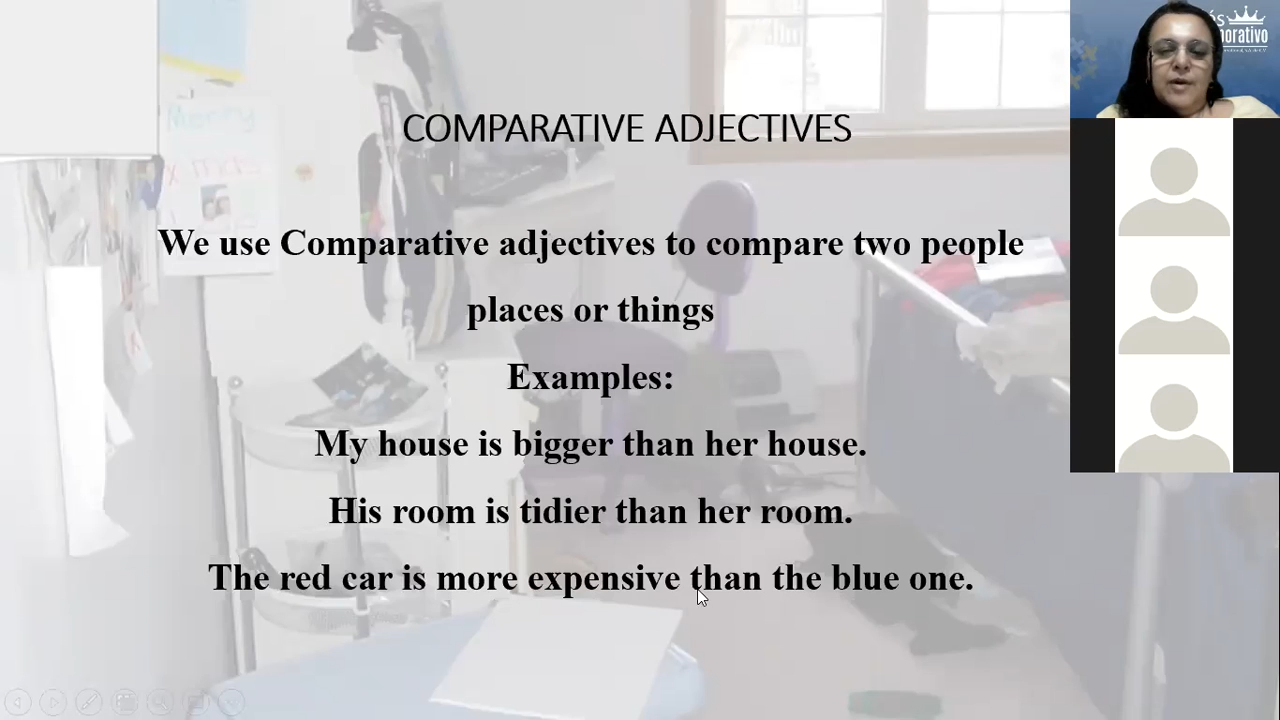 COMPARATIVE ADJECTIVES
We use Comparative adjectives to compare two people
places or things
Examples:
My house is bigger than her house.
His room is tidier than her room.
The red car is more expensive than the blue one.